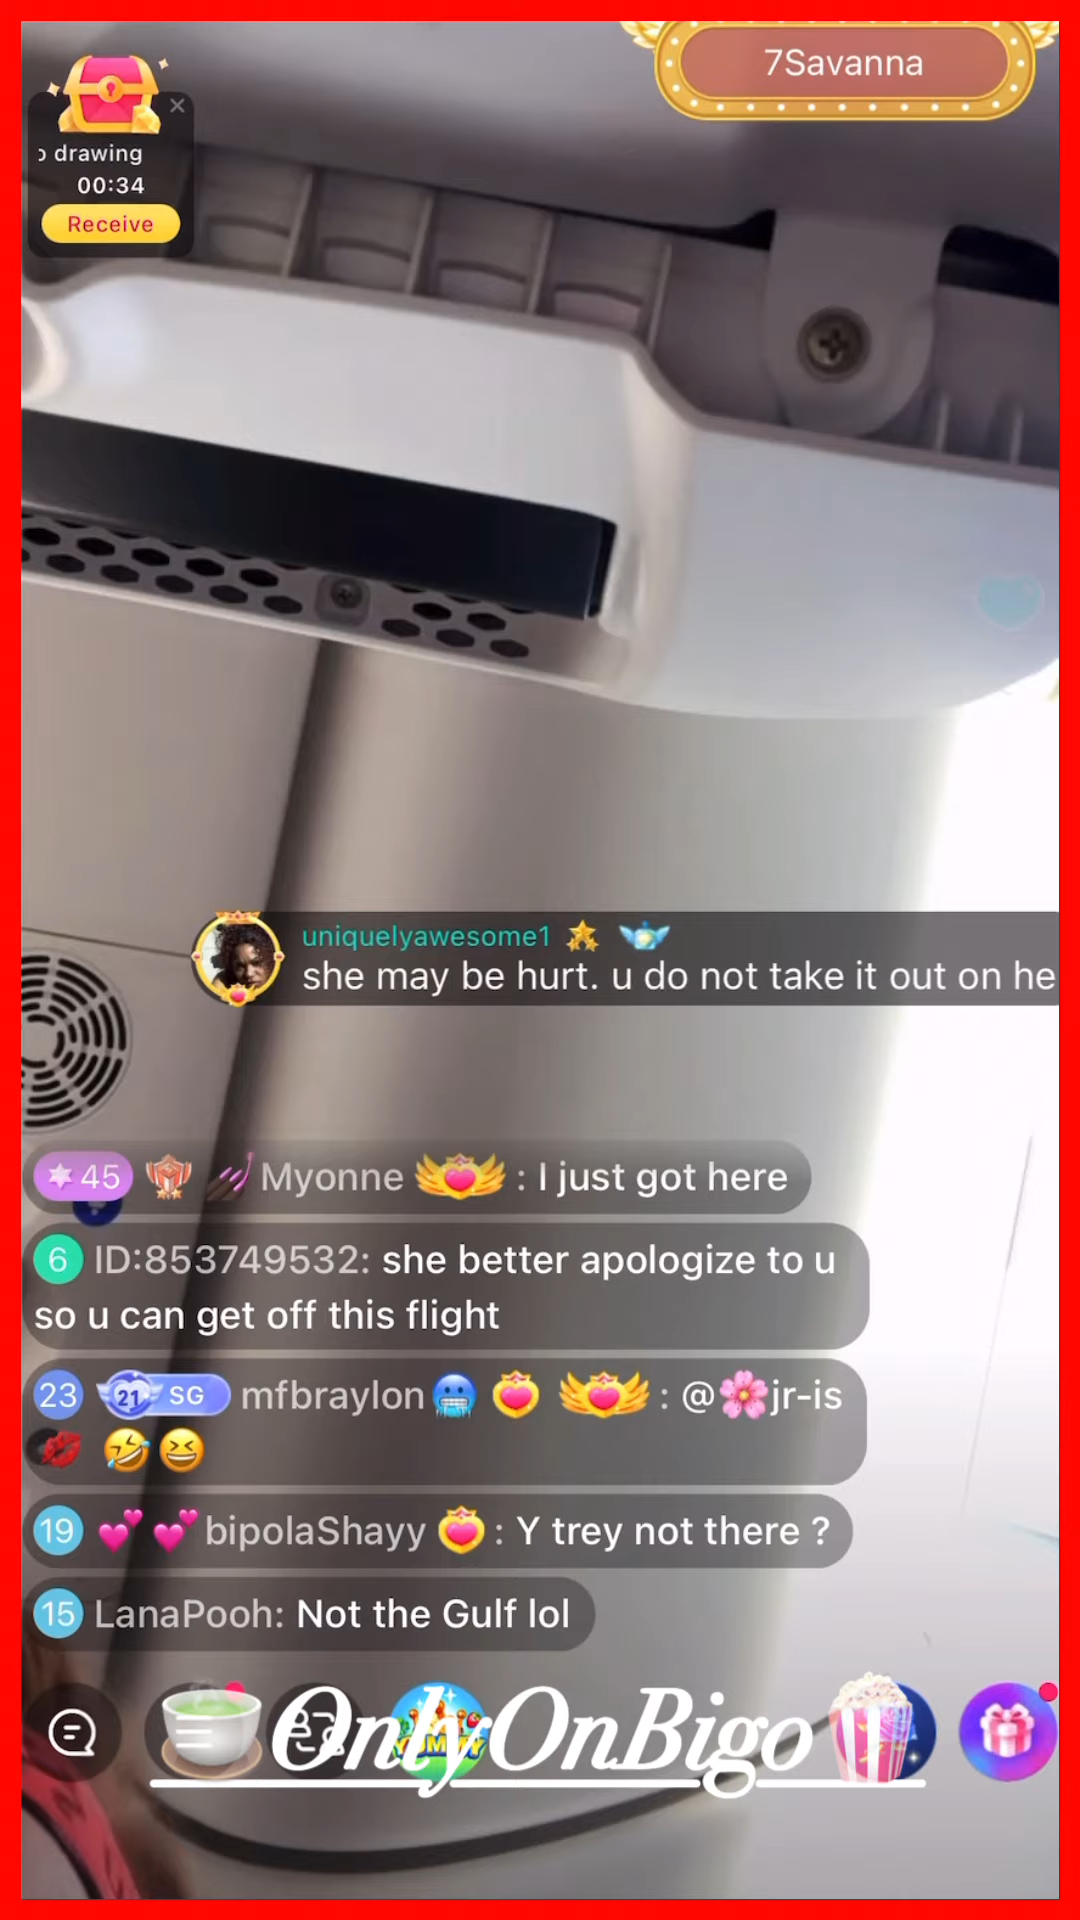 7Savanna
o drawing
00:34
Receive
uniquelyawesome1
she may be hurt. u do not take it out on he
45 Myonne : I just got here
6 ID:853749532: she better apologize to u
so u can get off this flight
23 21 SG mfbraylon : @jr-is
19 bipolaShayy : Y trey not there ?
15 LanaPooh: Not the Gulf lol
YUMMY
OnlyOnBigo